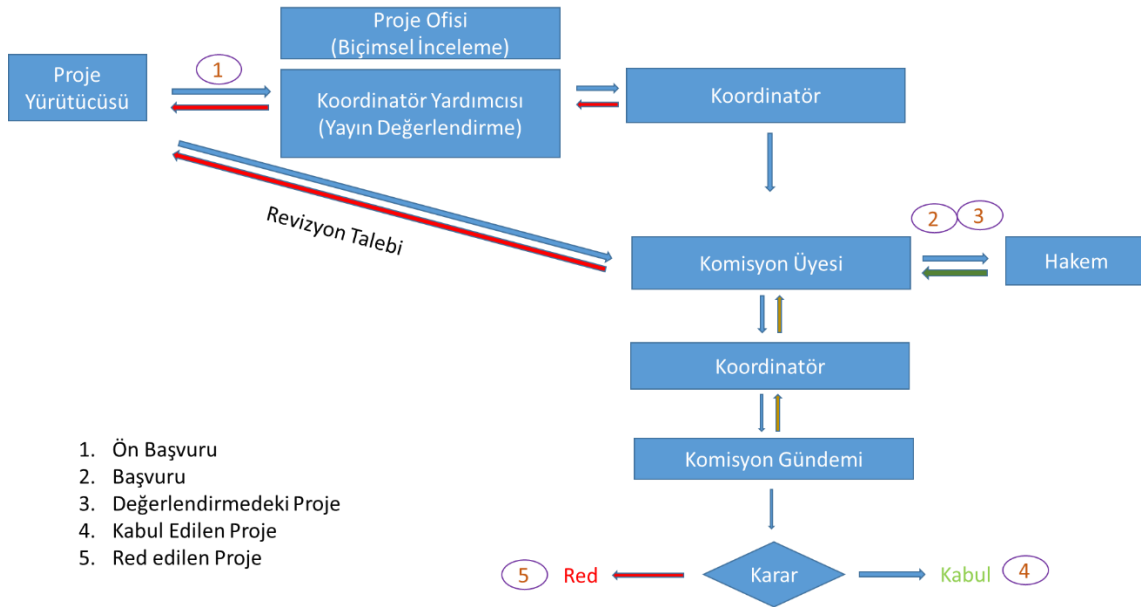 Proje Ofisi
(Biçimsel İnceleme)
1
Proje
Yürütücüsü
Koordinatör Yardımcısı
(Yayın Değerlendirme)
Koordinatör
Revizyon Talebi
2
3
Komisyon Üyesi
Hakem
Koordinatör
Komisyon Gündemi
1. Ön Başvuru
2. Başvuru
3. Değerlendirmedeki Proje
4. Kabul Edilen Proje
5. Red edilen Proje
5
Red
Karar
Kabul
4